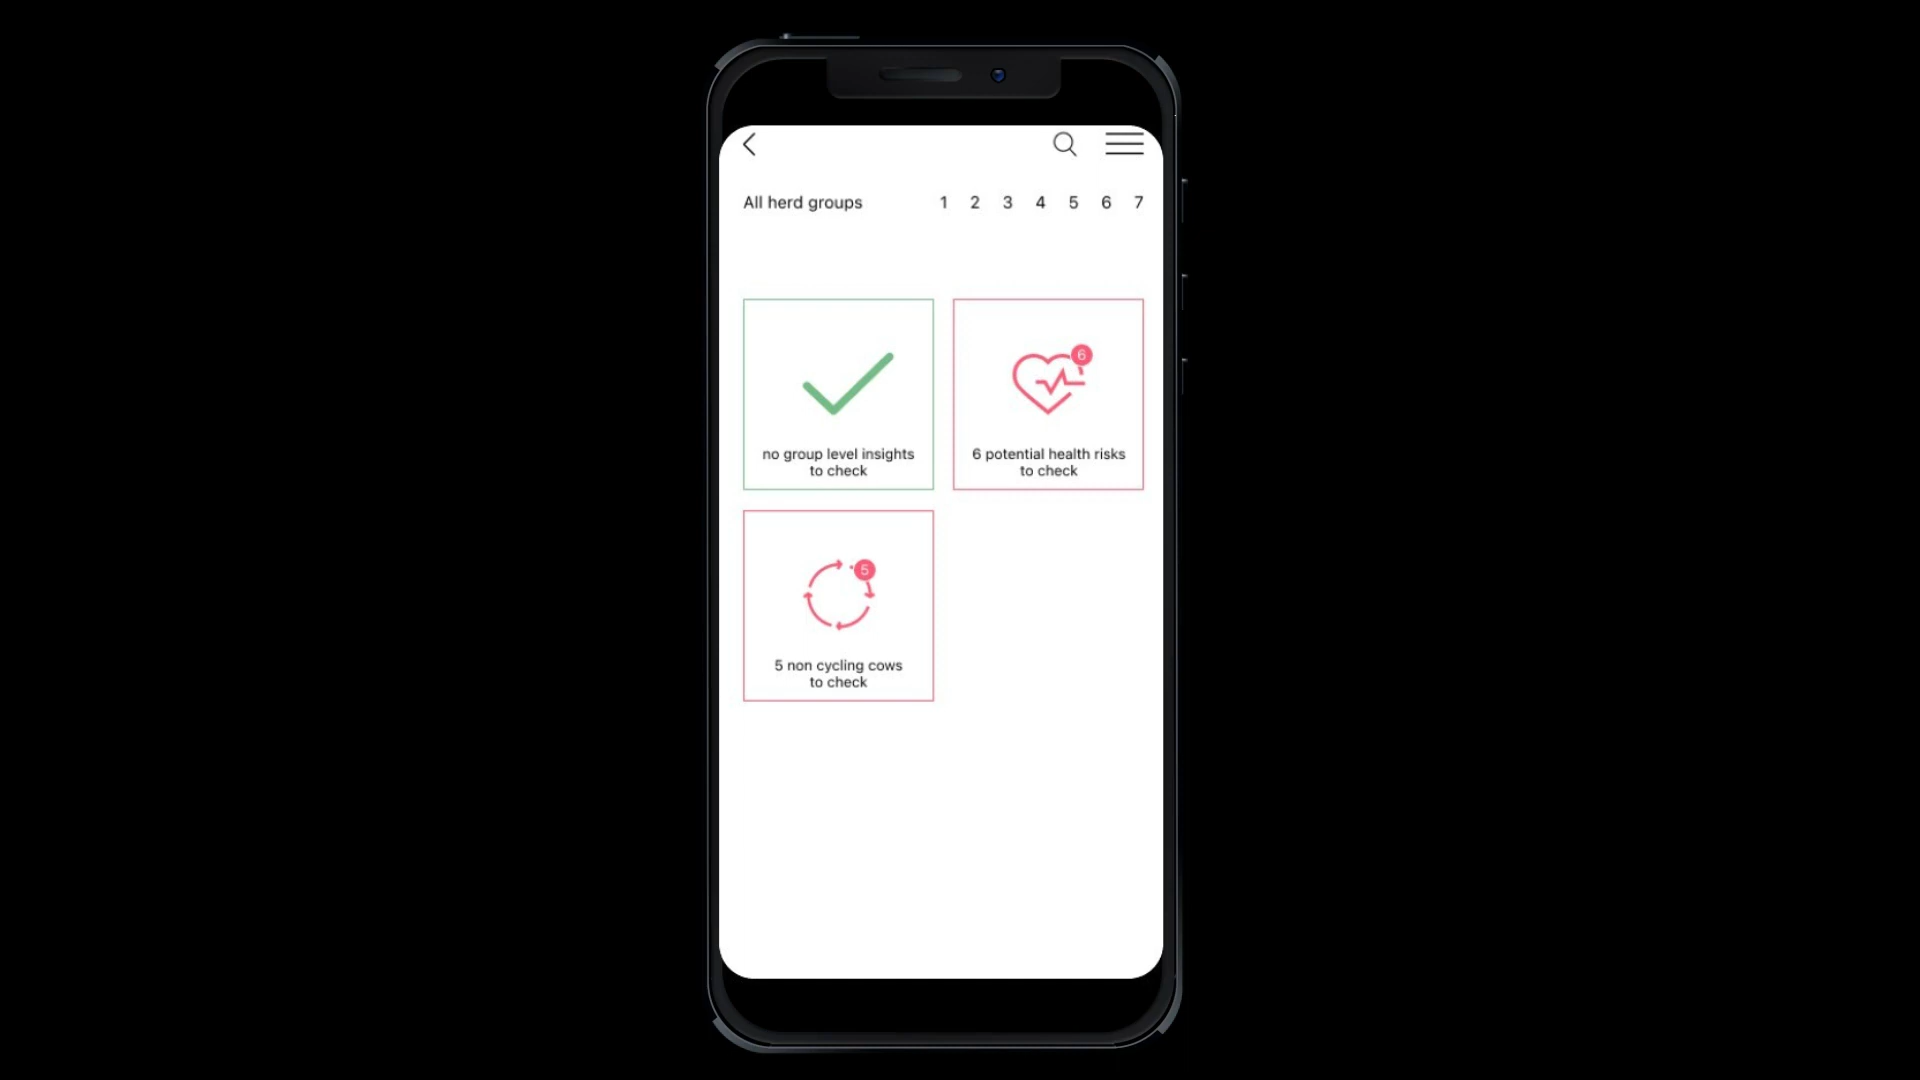 All herd groups 1 2 3 4 5 6 7
no group level insights
to check
6
6 potential health risks
to check
5
5 non cycling cows
to check